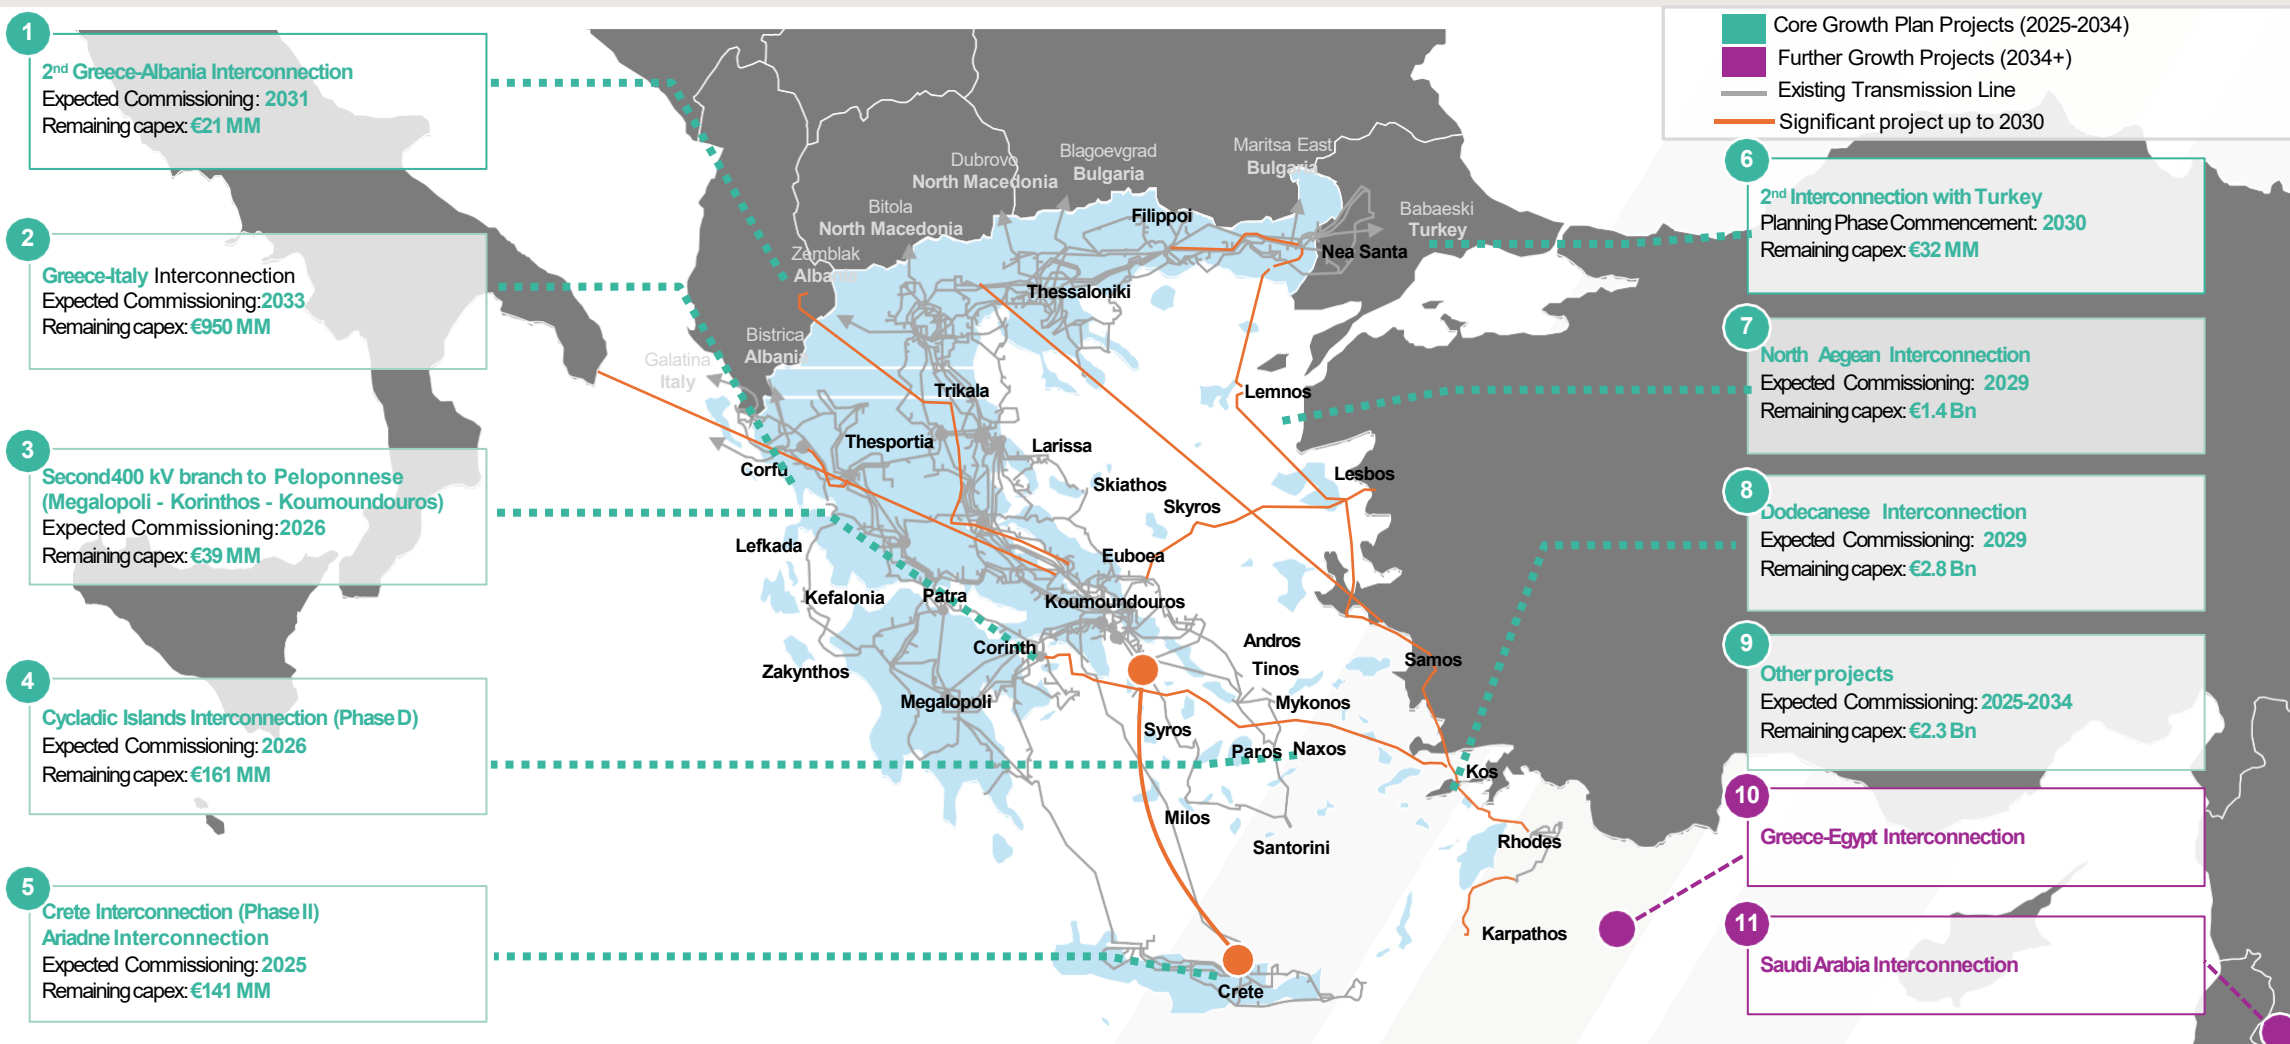 1
2nd Greece-Albania Interconnection
Expected Commissioning: 2031
Remaining capex: €21 MM
2
Greece-Italy Interconnection
Expected Commissioning: 2033
Remaining capex: €950 MM
3
Second 400 kV branch to Peloponnese
(Megalopoli - Korinthos - Koumoundouros)
Expected Commissioning: 2026
Remaining capex: €39 MM
4
Cycladic Islands Interconnection (Phase D)
Expected Commissioning: 2026
Remaining capex: €161 MM
5
Crete Interconnection (Phase II)
Ariadne Interconnection
Expected Commissioning: 2025
Remaining capex: €141 MM
Maritsa East
Bulgaria
Blagoevgrad
Bulgaria
Dubrovo
North Macedonia
Bitola
North Macedonia
Babaeski
Turkey
Zemblak
Alba
Bistrica
Albania
Galatina
Italy
Filippoi
Nea Santa
Thessaloniki
Trikala
Lemnos
Thesportia
Larissa
Corfu
Skiathos
Lesbos
Skyros
Lefkada
Euboea
Kefalonia
Patra
Koumoundouros
Corinth
Andros
Tinos
Samos
Zakynthos
Megalopoli
Mykonos
Syros
Paros
Naxos
Kos
Milos
Santorini
Rhodes
Karpathos
Crete
Core Growth Plan Projects (2025-2034)
Further Growth Projects (2034+)
Existing Transmission Line
Significant project up to 2030
6
2nd Interconnection with Turkey
Planning Phase Commencement: 2030
Remaining capex: €32 MM
7
North Aegean Interconnection
Expected Commissioning: 2029
Remaining capex: €1.4 Bn
8
Dodecanese Interconnection
Expected Commissioning: 2029
Remaining capex: €2.8 Bn
9
Other projects
Expected Commissioning: 2025-2034
Remaining capex: €2.3 Bn
10
Greece-Egypt Interconnection
11
Saudi Arabia Interconnection